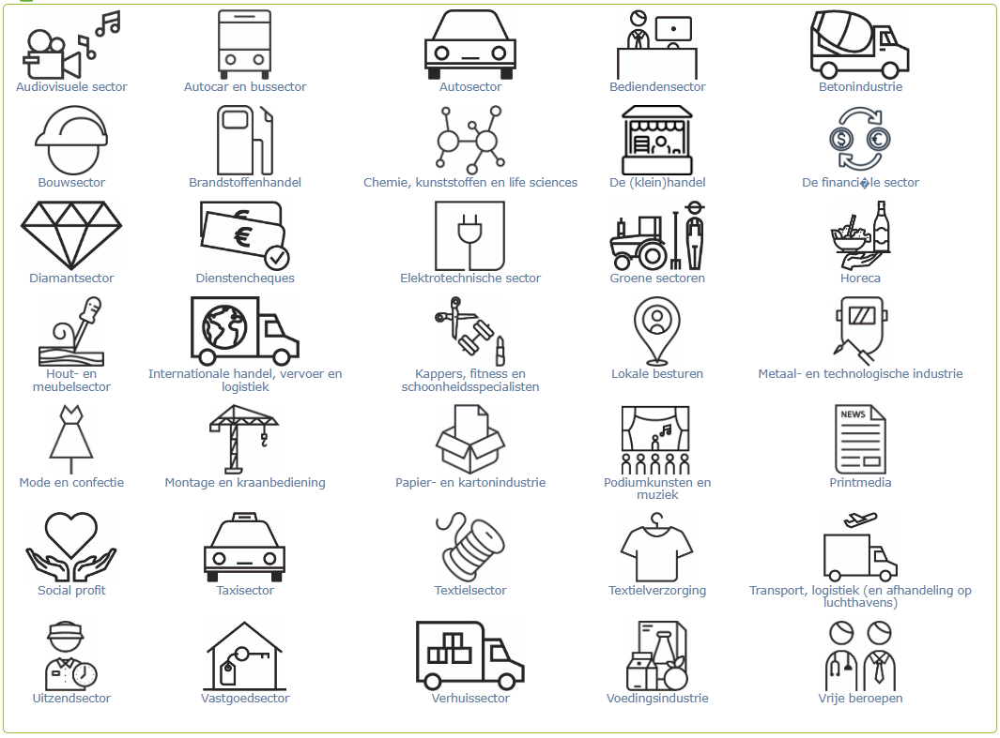 Audiovisuele sector
Autocar en bussector
Autosector
Bediendensector
Betonindustrie
Bouwsector
Brandstoffenhandel
Chemie, kunststoffen en life sciences
De (klein)handel
$
€
De financi�le sector
Diamantsector
€
€
Dienstencheques
Elektrotechnische sector
Groene sectoren
Horeca
Hout- en
meubelsector
Internationale handel, vervoer en
logistiek
Kappers, fitness en
schoonheidsspecialisten
Lokale besturen
Metaal- en technologische industrie
Mode en confectie
Montage en kraanbediening
Papier- en kartonindustrie
Podiumkunsten en
muziek
NEWS
Printmedia
Social profit
Taxisector
Textielsector
Textielverzorging
Transport, logistiek (en afhandeling op
luchthavens)
Uitzendsector
Vastgoedsector
Verhuissector
Voedingsindustrie
Vrije beroepen